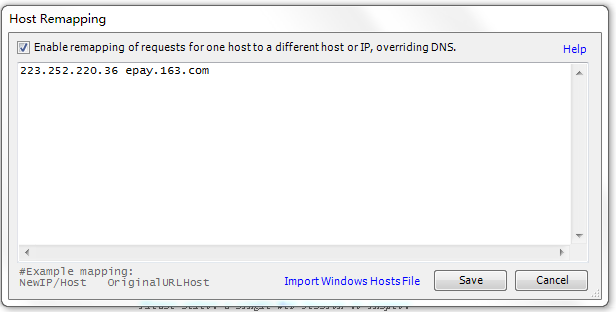 Host Remapping
Enable remapping of requests for one host to a different host or IP, overriding DNS.
Help
223.252.220.36 epay.163.com
#Example mapping:
NewIP/Host OriginalURLHost
Import Windows Hosts File
Save
Cancel